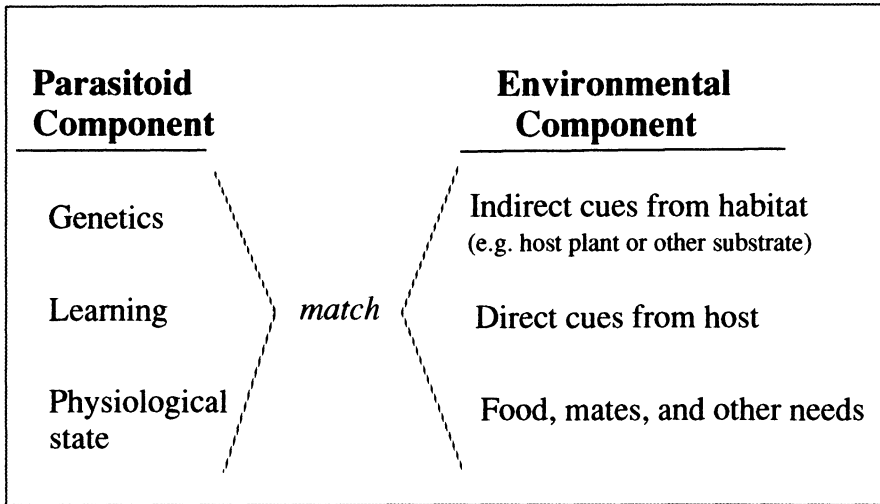 Parasitoid
Component
Environmental
Component
Genetics
Learning
Physiological
state
match
Indirect cues from habitat
(e.g. host plant or other substrate)
Direct cues from host
Food, mates, and other needs